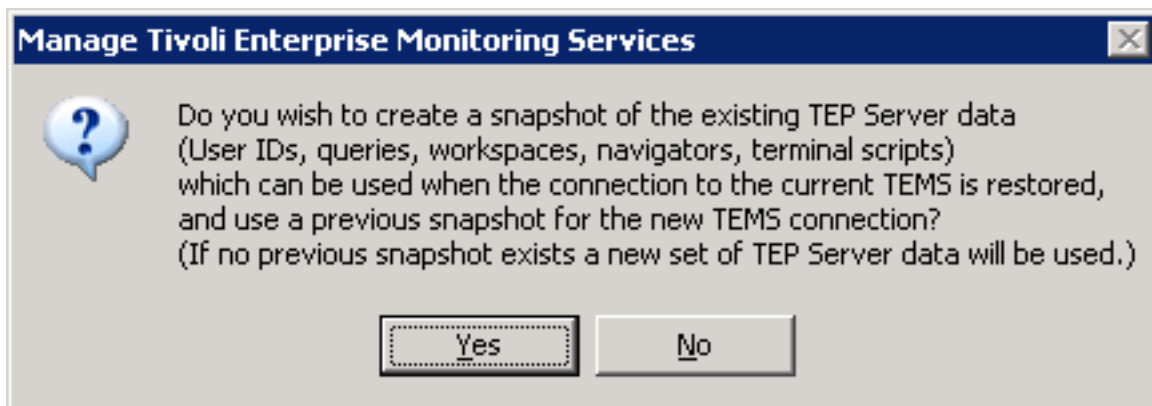 Manage Tivoli Enterprise Monitoring Services
Do you wish to create a snapshot of the existing TEP Server data
(User IDs, queries, workspaces, navigators, terminal scripts)
which can be used when the connection to the current TEMS is restored,
and use a previous snapshot for the new TEMS connection?
(If no previous snapshot exists a new set of TEP Server data will be used.)
Yes No